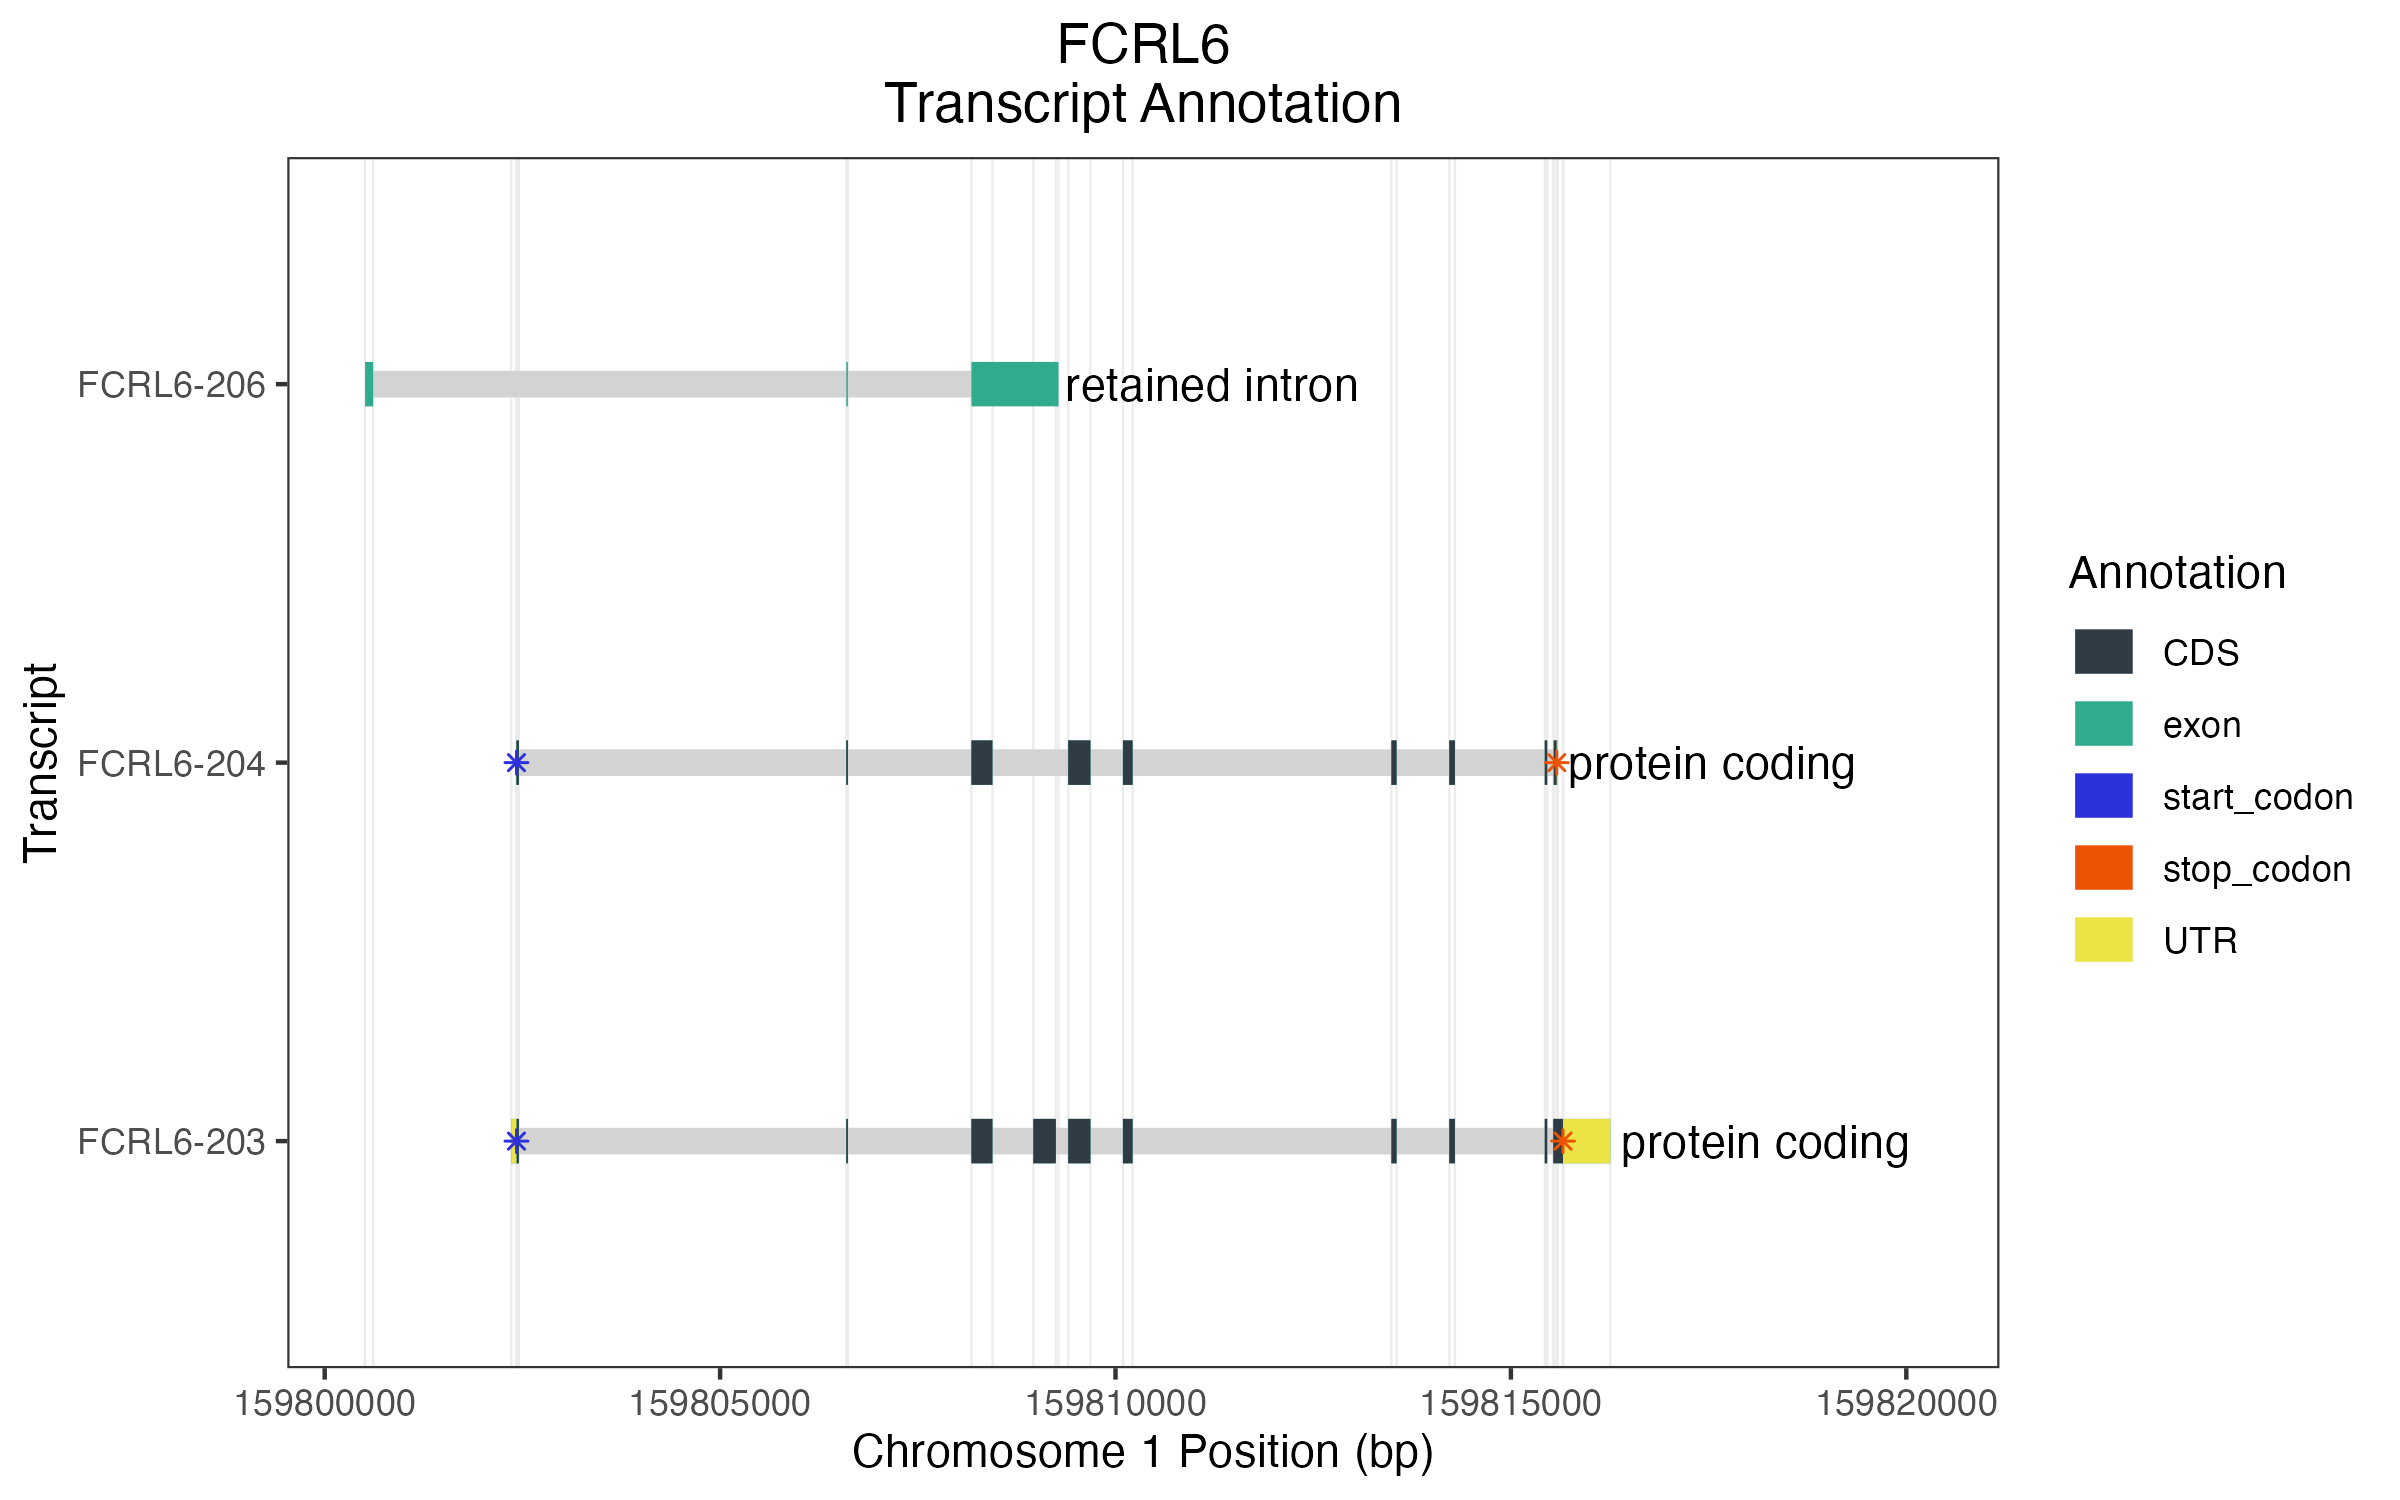 FCRL6
Transcript Annotation
Transcript
FCRL6-206
retained intron
FCRL6-204
protein coding
FCRL6-203
protein coding
159800000 159805000 159810000 159815000 159820000
Chromosome 1 Position (bp)
Annotation
CDS
exon
start_codon
stop_codon
UTR